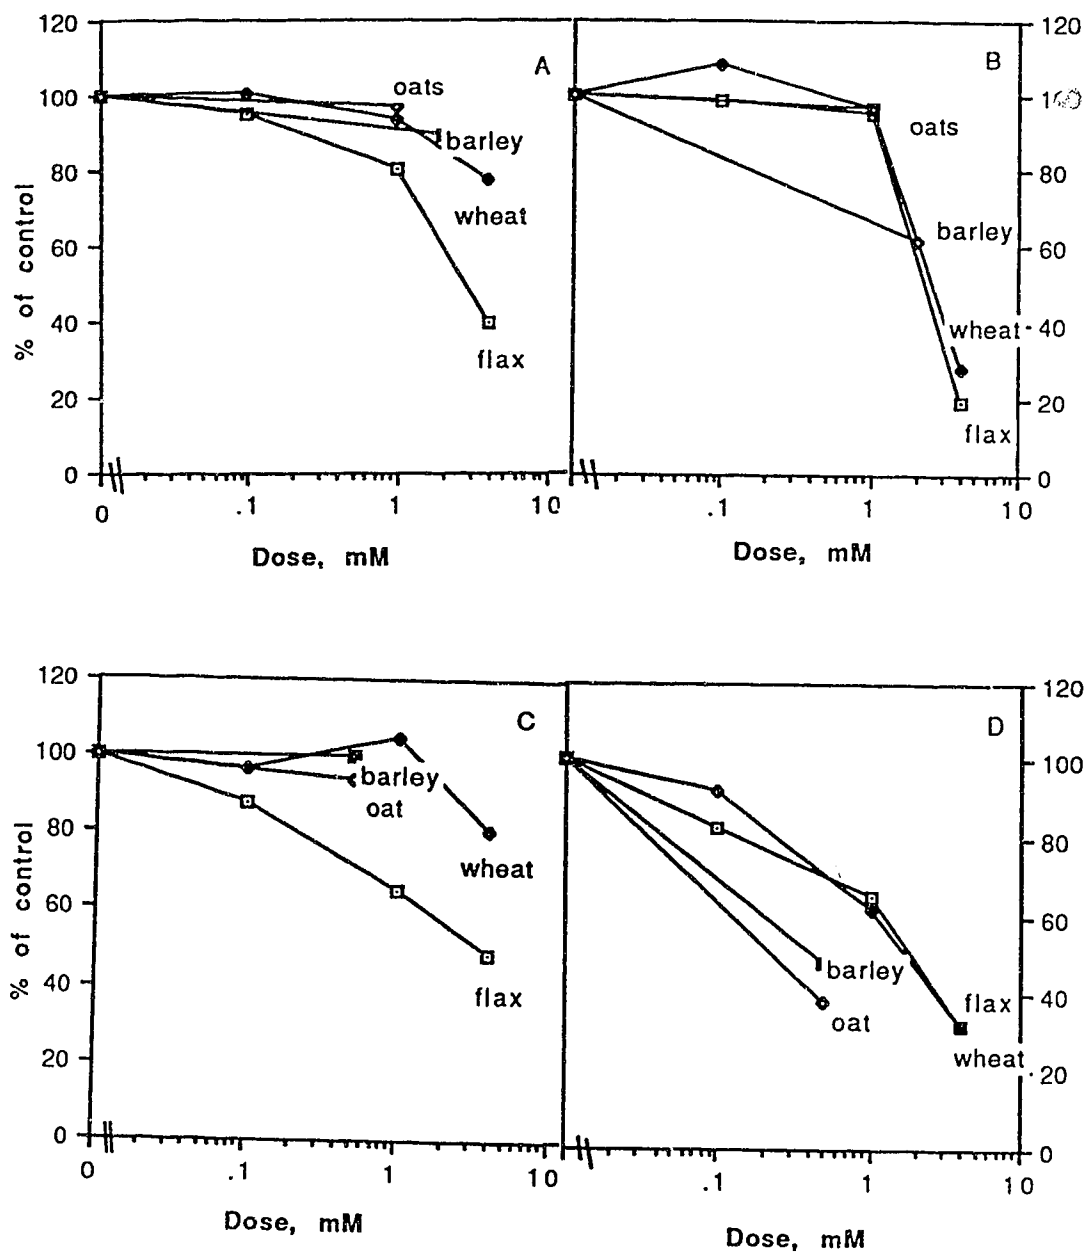 120 120
A B
oats
100 100
oats
barley
80 80
wheat
barley
60 60
% of control
40 wheat 40
flax
20 20
flax
0 0
0 .1 1 10 .1 1 10
Dose, mM Dose, mM
120 120
C D
100 100
barley
oat
80 80
wheat
60 60
% of control
barley
40 flax flax 40
oat
wheat
20 20
0 0
0 .1 1 10 .1 1 10
Dose, mM Dose, mM